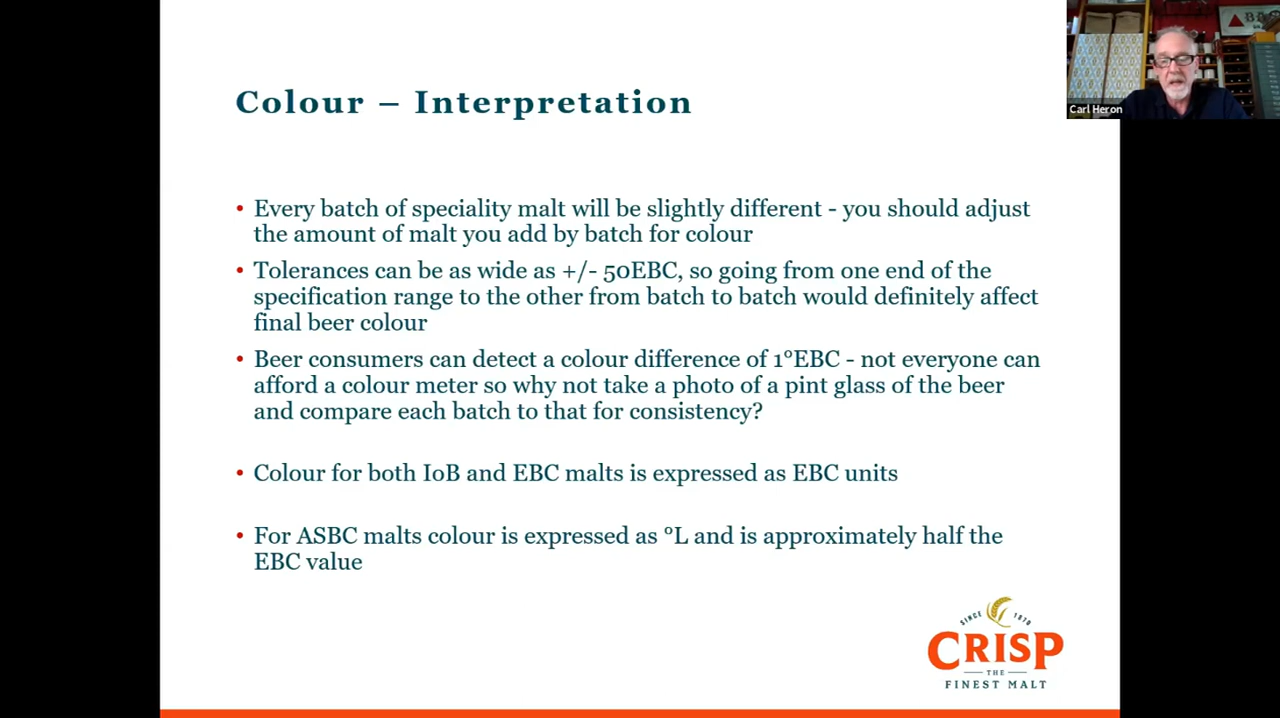 Colour – Interpretation
• Every batch of speciality malt will be slightly different - you should adjust
the amount of malt you add by batch for colour
• Tolerances can be as wide as +/- 50EBC, so going from one end of the
specification range to the other from batch to batch would definitely affect
final beer colour
• Beer consumers can detect a colour difference of 1°EBC - not everyone can
afford a colour meter so why not take a photo of a pint glass of the beer
and compare each batch to that for consistency?
• Colour for both IoB and EBC malts is expressed as EBC units
• For ASBC malts colour is expressed as °L and is approximately half the
EBC value
Carl Heron
SINCE 1870
CRISP
THE
FINEST MALT